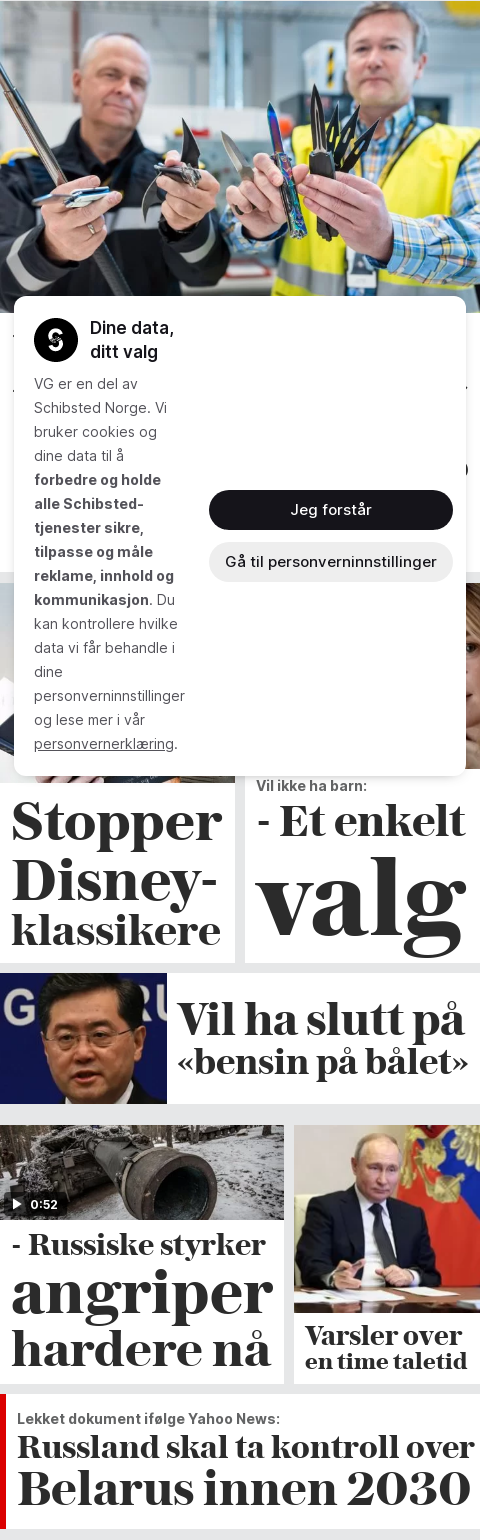 Dine data,
ditt valg
VG er en del av
Schibsted Norge. Vi
bruker cookies og
dine data til å
forbedre og holde
alle Schibsted-
tjenester sikre,
tilpasse og måle
reklame, innhold og
kommunikasjon. Du
kan kontrollere hvilke
data vi får behandle i
dine
personverninnstillinger
og lese mer i vår
personvernerklæring.
Jeg forstår
Gå til personverninnstillinger
Stopper
Disney-
klassikere
Vil ikke ha barn:
- Et enkelt
valg
Vil ha slutt på
«bensin på bålet»
0:52
- Russiske styrker
angriper
hardere nå
Varsler over
en time taletid
Lekket dokument ifølge Yahoo News:
Russland skal ta kontroll over
Belarus innen 2030